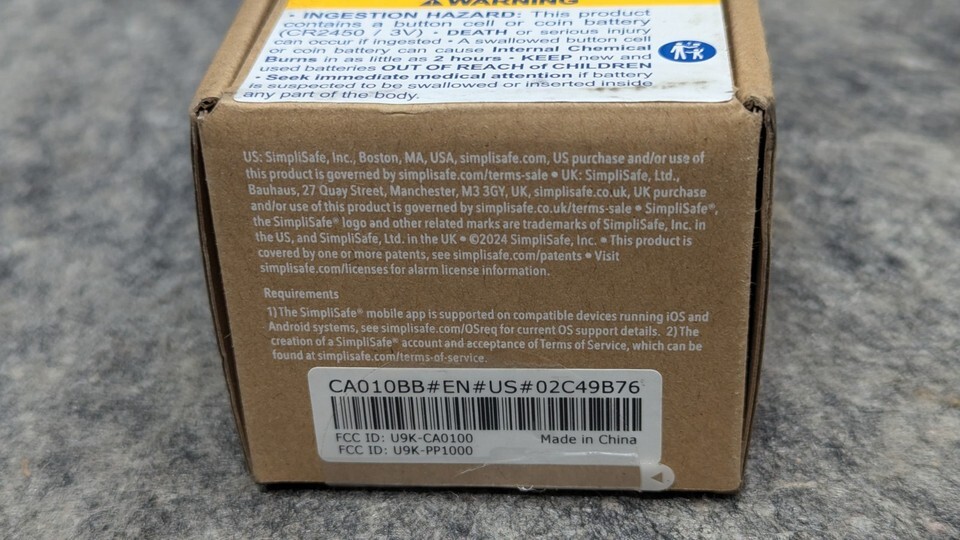 ⚠WARNING
• INGESTION HAZARD: This product
contains a button cell or coin battery
(CR2450 / 3V) • DEATH or serious injury
can occur if ingested • A swallowed button cell
or coin battery can cause Internal Chemical
Burns in as little as 2 hours • KEEP new and
used batteries OUT OF REACH of CHILDREN
• Seek immediate medical attention if battery
is suspected to be swallowed or inserted inside
any part of the body.
US: SimpliSafe, Inc., Boston, MA, USA, simplisafe.com, US purchase and/or use of
this product is governed by simplisafe.com/terms-sale • UK: SimpliSafe, Ltd.,
Bauhaus, 27 Quay Street, Manchester, M3 3GY, UK, simplisafe.co.uk, UK purchase
and/or use of this product is governed by simplisafe.co.uk/terms-sale • SimpliSafe®,
the SimpliSafe® logo and other related marks are trademarks of SimpliSafe, Inc. in
the US, and SimpliSafe, Ltd. in the UK • ©2024 SimpliSafe, Inc. • This product is
covered by one or more patents, see simplisafe.com/patents • Visit
simplisafe.com/licenses for alarm license information.
Requirements
1) The SimpliSafe® mobile app is supported on compatible devices running iOS and
Android systems, see simplisafe.com/OSreq for current OS support details. 2) The
creation of a SimpliSafe® account and acceptance of Terms of Service, which can be
found at simplisafe.com/terms-of-service.
CA010BB#EN#US#02C49B76
FCC ID: U9K-CA0100 Made in China
FCC ID: U9K-PP1000